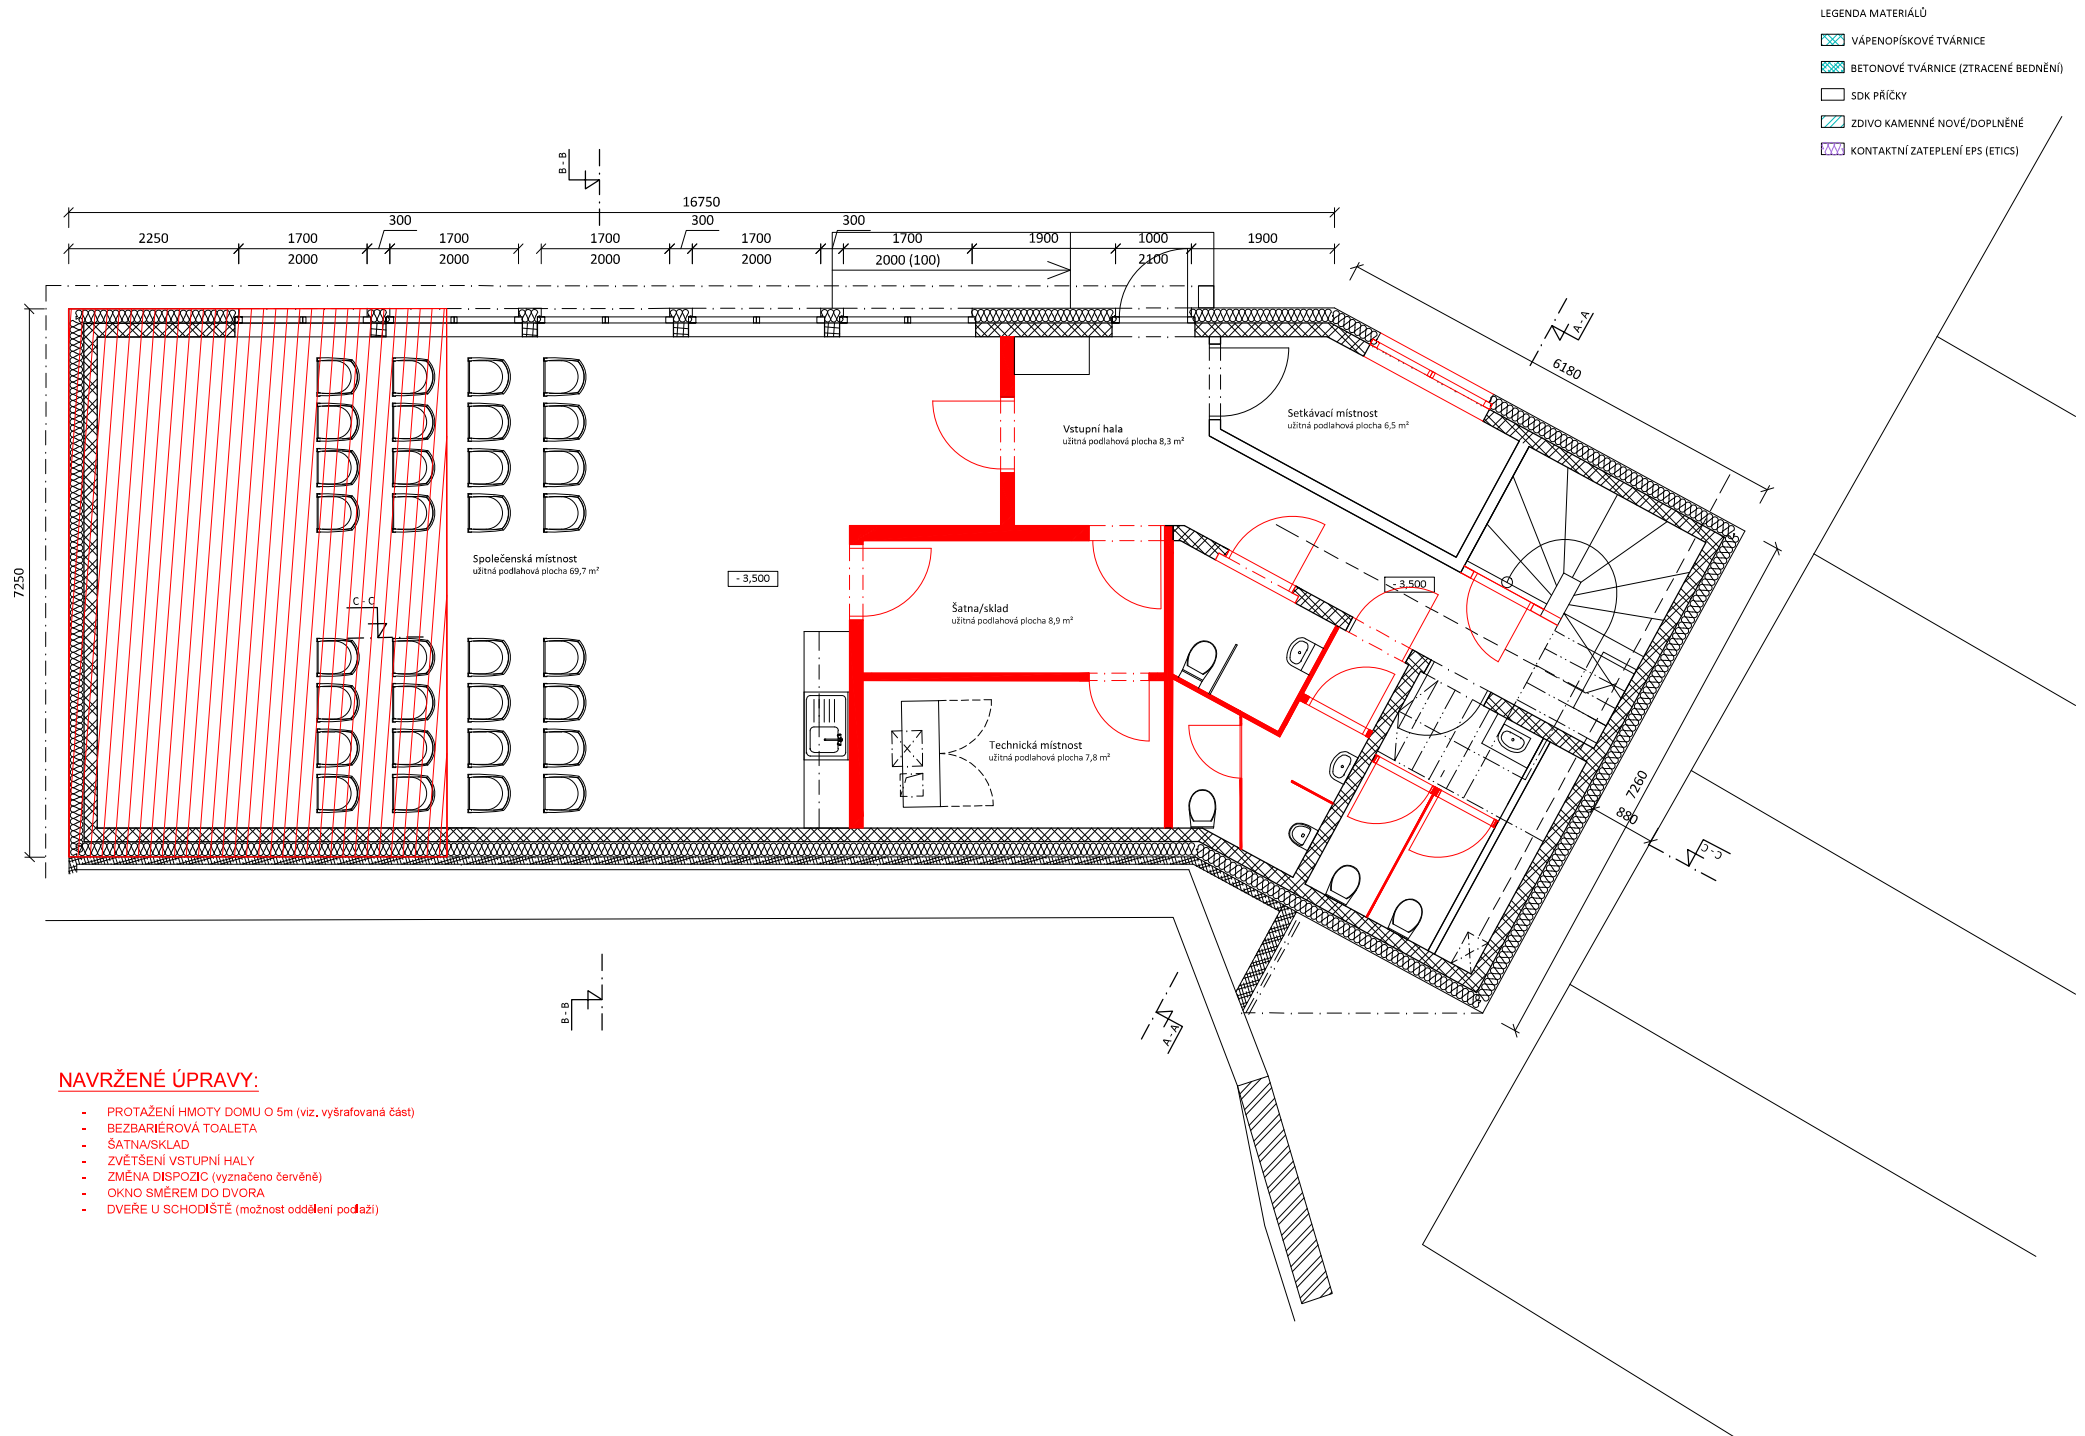 LEGENDA MATERIÁLŮ
VÁPENOPÍSKOVÉ TVÁRNICE
BETONOVÉ TVÁRNICE (ZTRACENÉ BEDNĚNÍ)
SDK PŘÍČKY
ZDIVO KAMENNÉ NOVÉ/DOPLNĚNÉ
KONTAKTNÍ ZATEPLENÍ EPS (ETICS)
B - B
16750
300
300
300
2250
1700
1700
1700
1700
1700
1900
1000
1900
2000
2000
2000
2000
2000 (100)
2100
A - A
6180
Setkávací místnost
užitná podlahová plocha 6,5 m²
Vstupní hala
užitná podlahová plocha 8,3 m²
Společenská místnost
užitná podlahová plocha 69,7 m²
- 3,500
- 3,500
7250
C - C
Šatna/sklad
užitná podlahová plocha 8,9 m²
Technická místnost
užitná podlahová plocha 7,8 m²
7260
880
C - C
B - B
A - A
NAVRŽENÉ ÚPRAVY:
- PROTAŽENÍ HMOTY DOMU O 5m (viz. vyšrafovaná část)
- BEZBARIÉROVÁ TOALETA
- ŠATNA/SKLAD
- ZVĚTŠENÍ VSTUPNÍ HALY
- ZMĚNA DISPOZIC (vyznačeno červěně)
- OKNO SMĚREM DO DVORA
- DVEŘE U SCHODIŠTĚ (možnost oddělení podlaží)